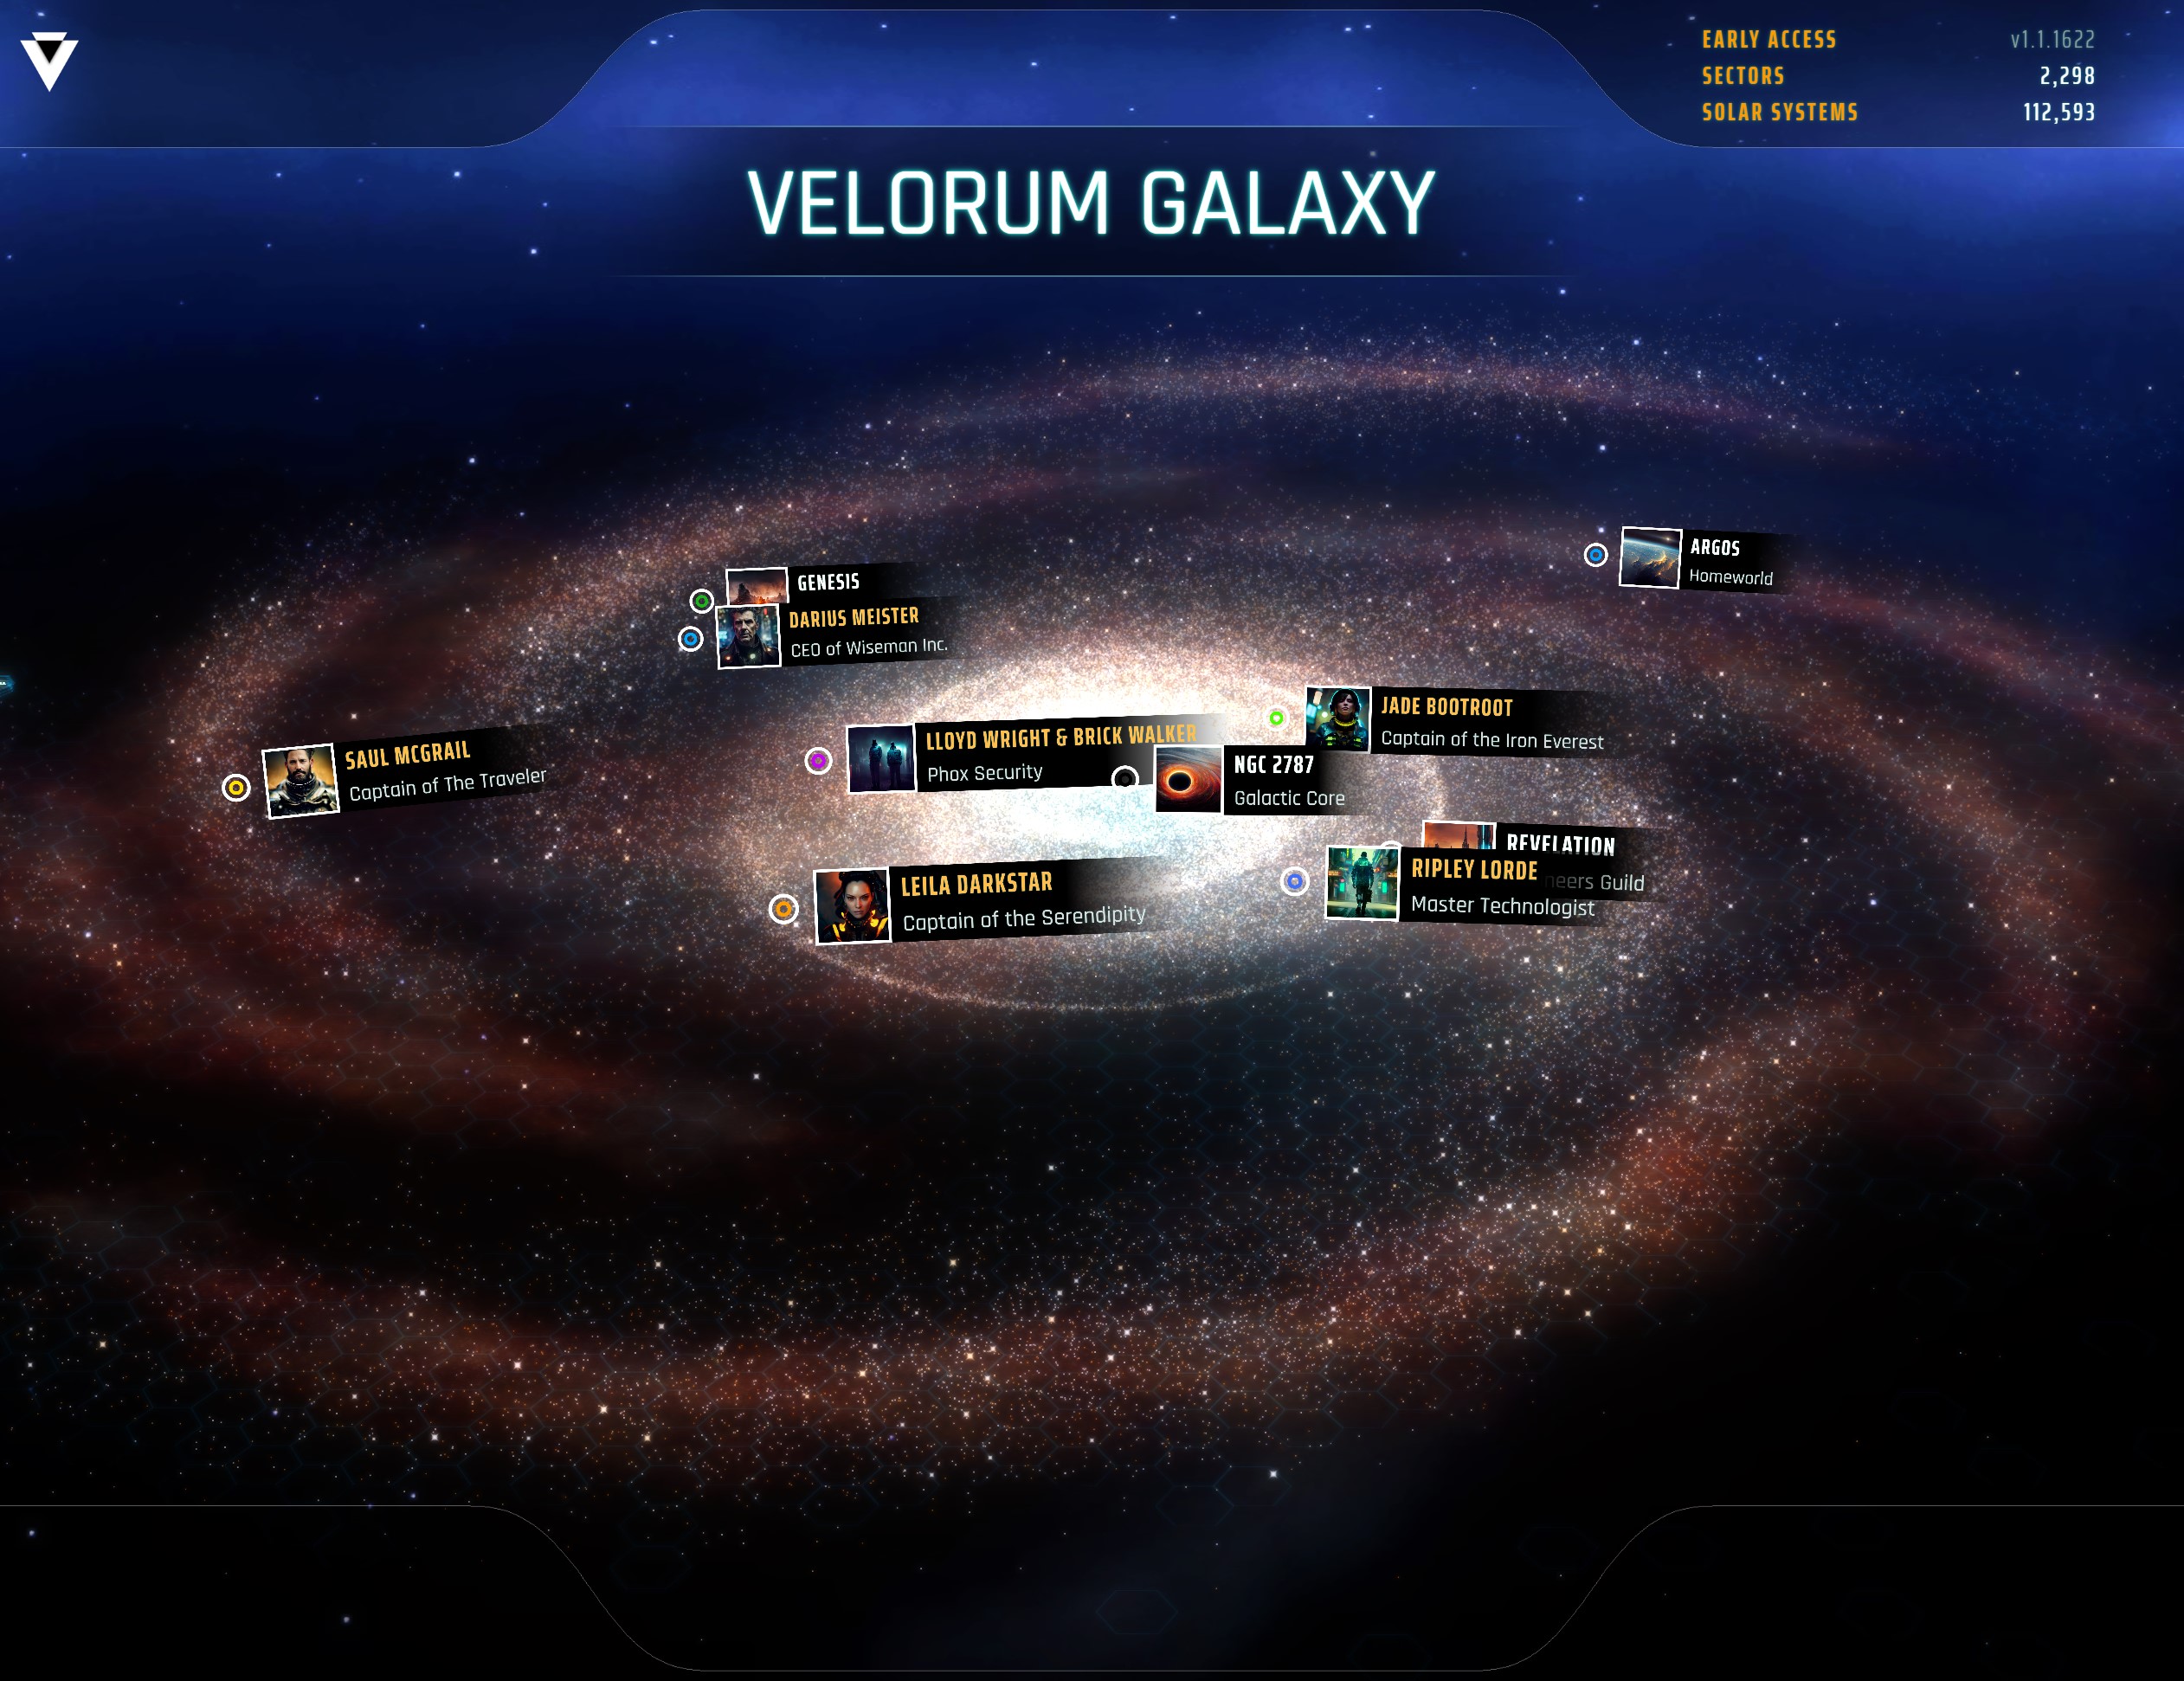 EARLY ACCESS v1.1.1622
SECTORS 2,298
SOLAR SYSTEMS 112,593
VELORUM GALAXY
ARGOS
Homeworld
GENESIS
DARIUS MEISTER
CEO of Wiseman Inc.
JADE BOOTROOT
Captain of the Iron Everest
LLOYD WRIGHT & BRICK WALKER
Phox Security
SAUL MCGRAIL
Captain of The Traveler
NGC 2787
Galactic Core
REVELATION
Guild
RIPLEY LORDE
Master Technologist
LEILA DARKSTAR
Captain of the Serendipity